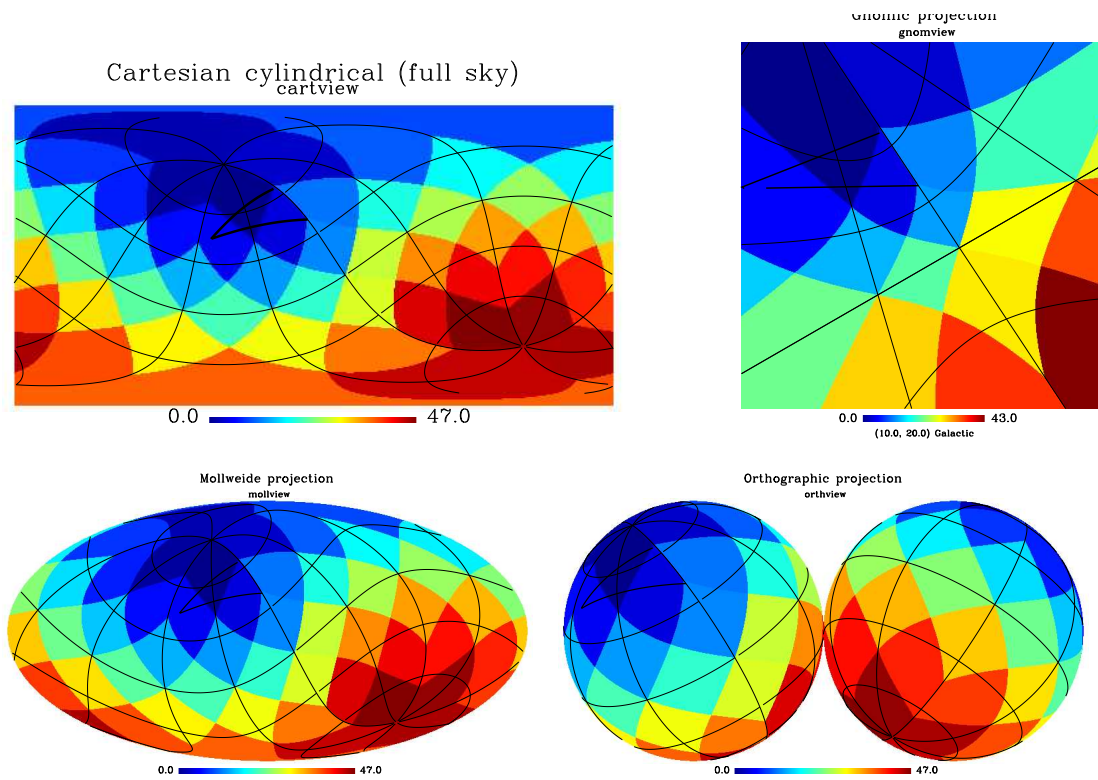 Gnomic projection
gnomview
Cartesian cylindrical (full sky)
cartview
0.0 47.0
0.0 43.0
(10.0, 20.0) Galactic
Mollweide projection
mollview
Orthographic projection
orthview
0.0 47.0
0.0 47.0